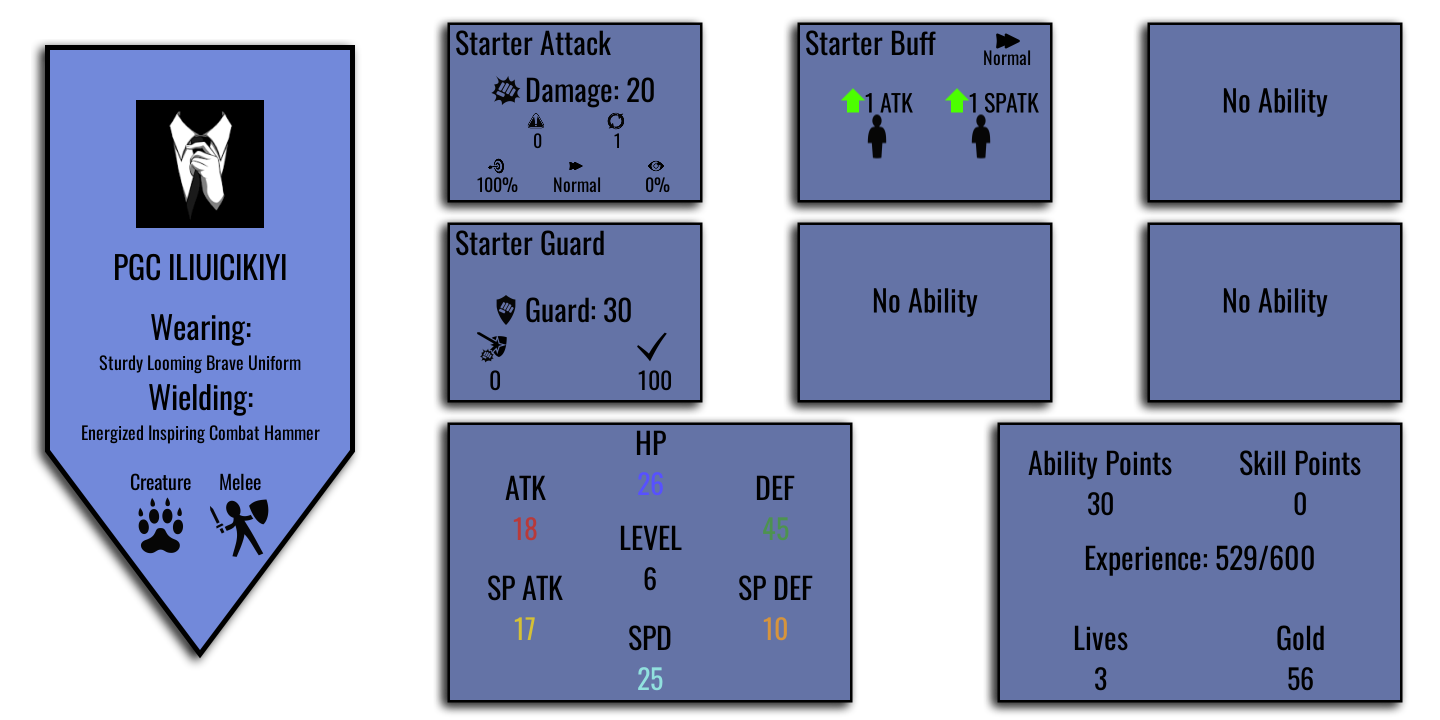 PGC ILIUICIKIYI
Wearing:
Sturdy Looming Brave Uniform
Wielding:
Energized Inspiring Combat Hammer
Creature Melee
Starter Attack
Damage: 20
0 1
100% Normal 0%
Starter Buff
Normal
1 ATK 1 SPATK
No Ability
Starter Guard
Guard: 30
0 100
No Ability
No Ability
HP
26
ATK
18
DEF
45
LEVEL
6
SP ATK
17
SP DEF
10
SPD
25
Ability Points Skill Points
30 0
Experience: 529/600
Lives Gold
3 56